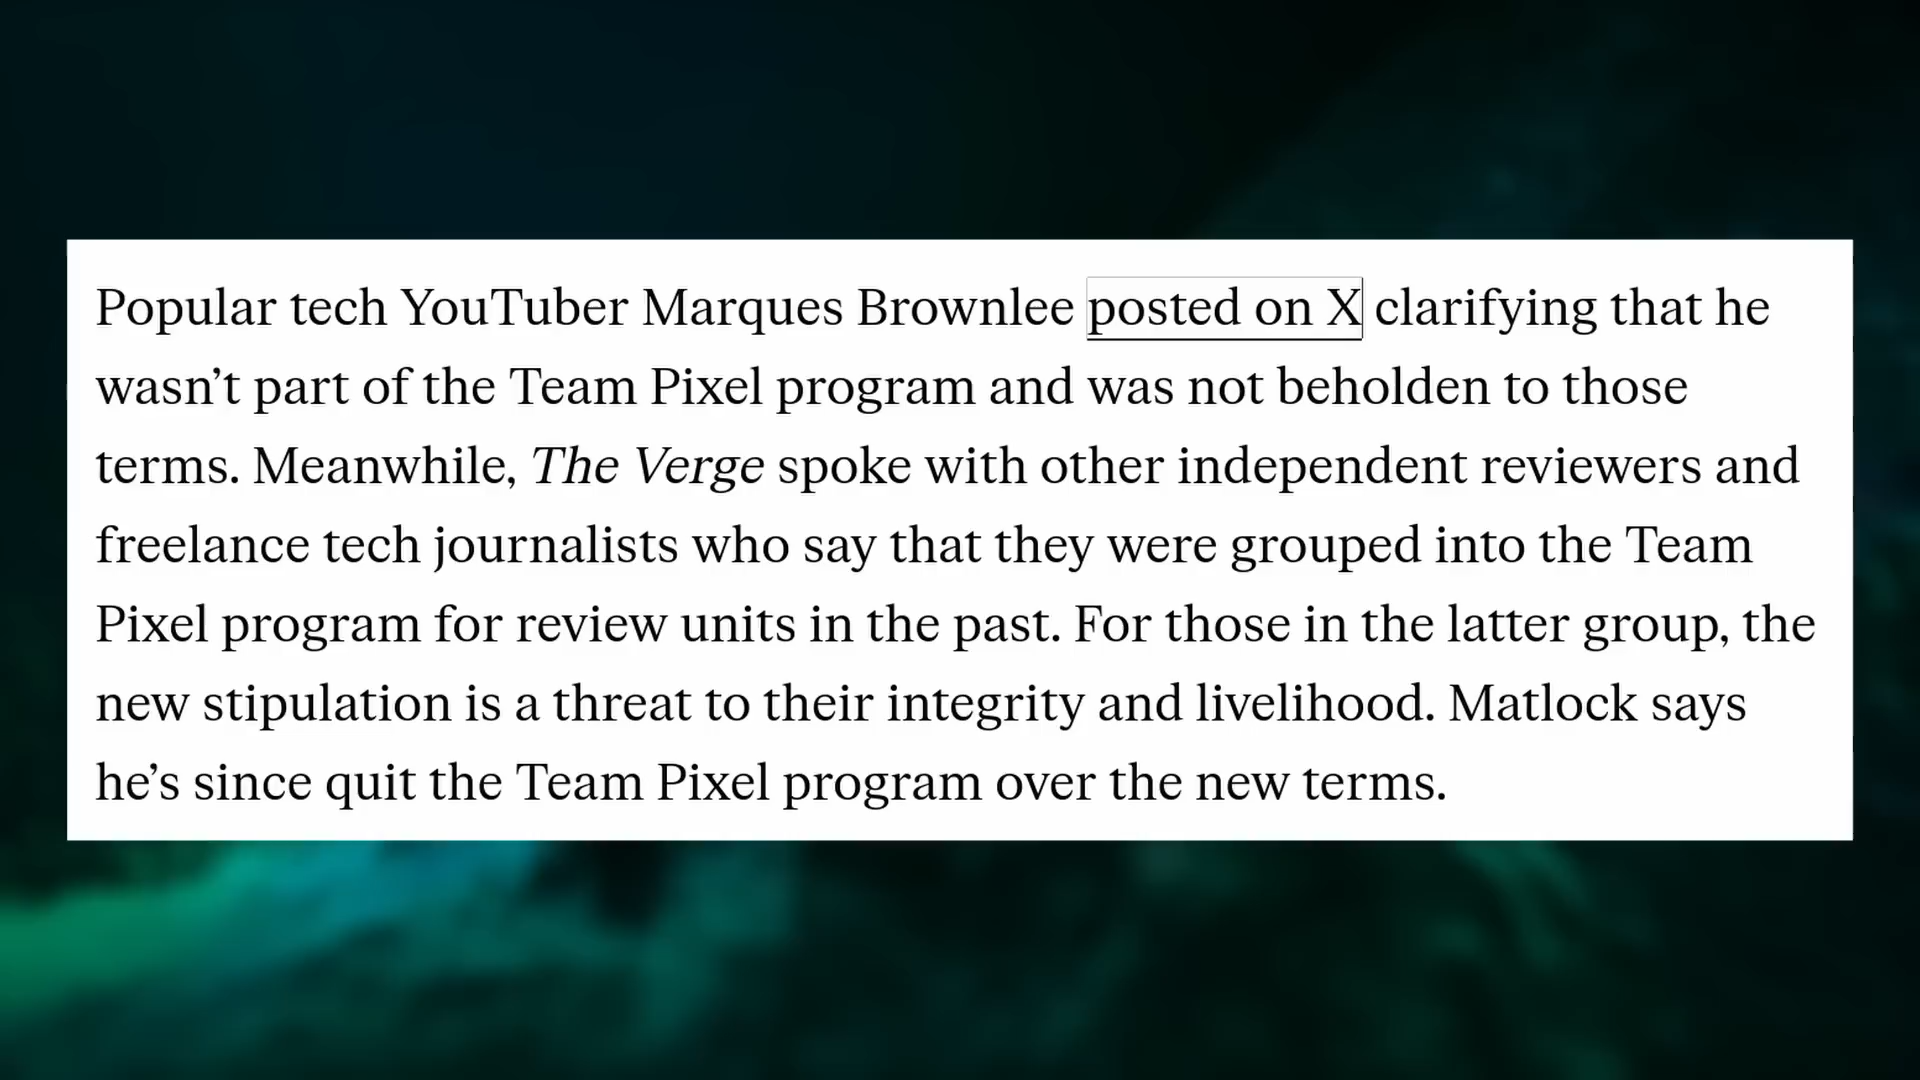 Popular tech YouTuber Marques Brownlee posted on X clarifying that he
wasn’t part of the Team Pixel program and was not beholden to those
terms. Meanwhile, The Verge spoke with other independent reviewers and
freelance tech journalists who say that they were grouped into the Team
Pixel program for review units in the past. For those in the latter group, the
new stipulation is a threat to their integrity and livelihood. Matlock says
he’s since quit the Team Pixel program over the new terms.